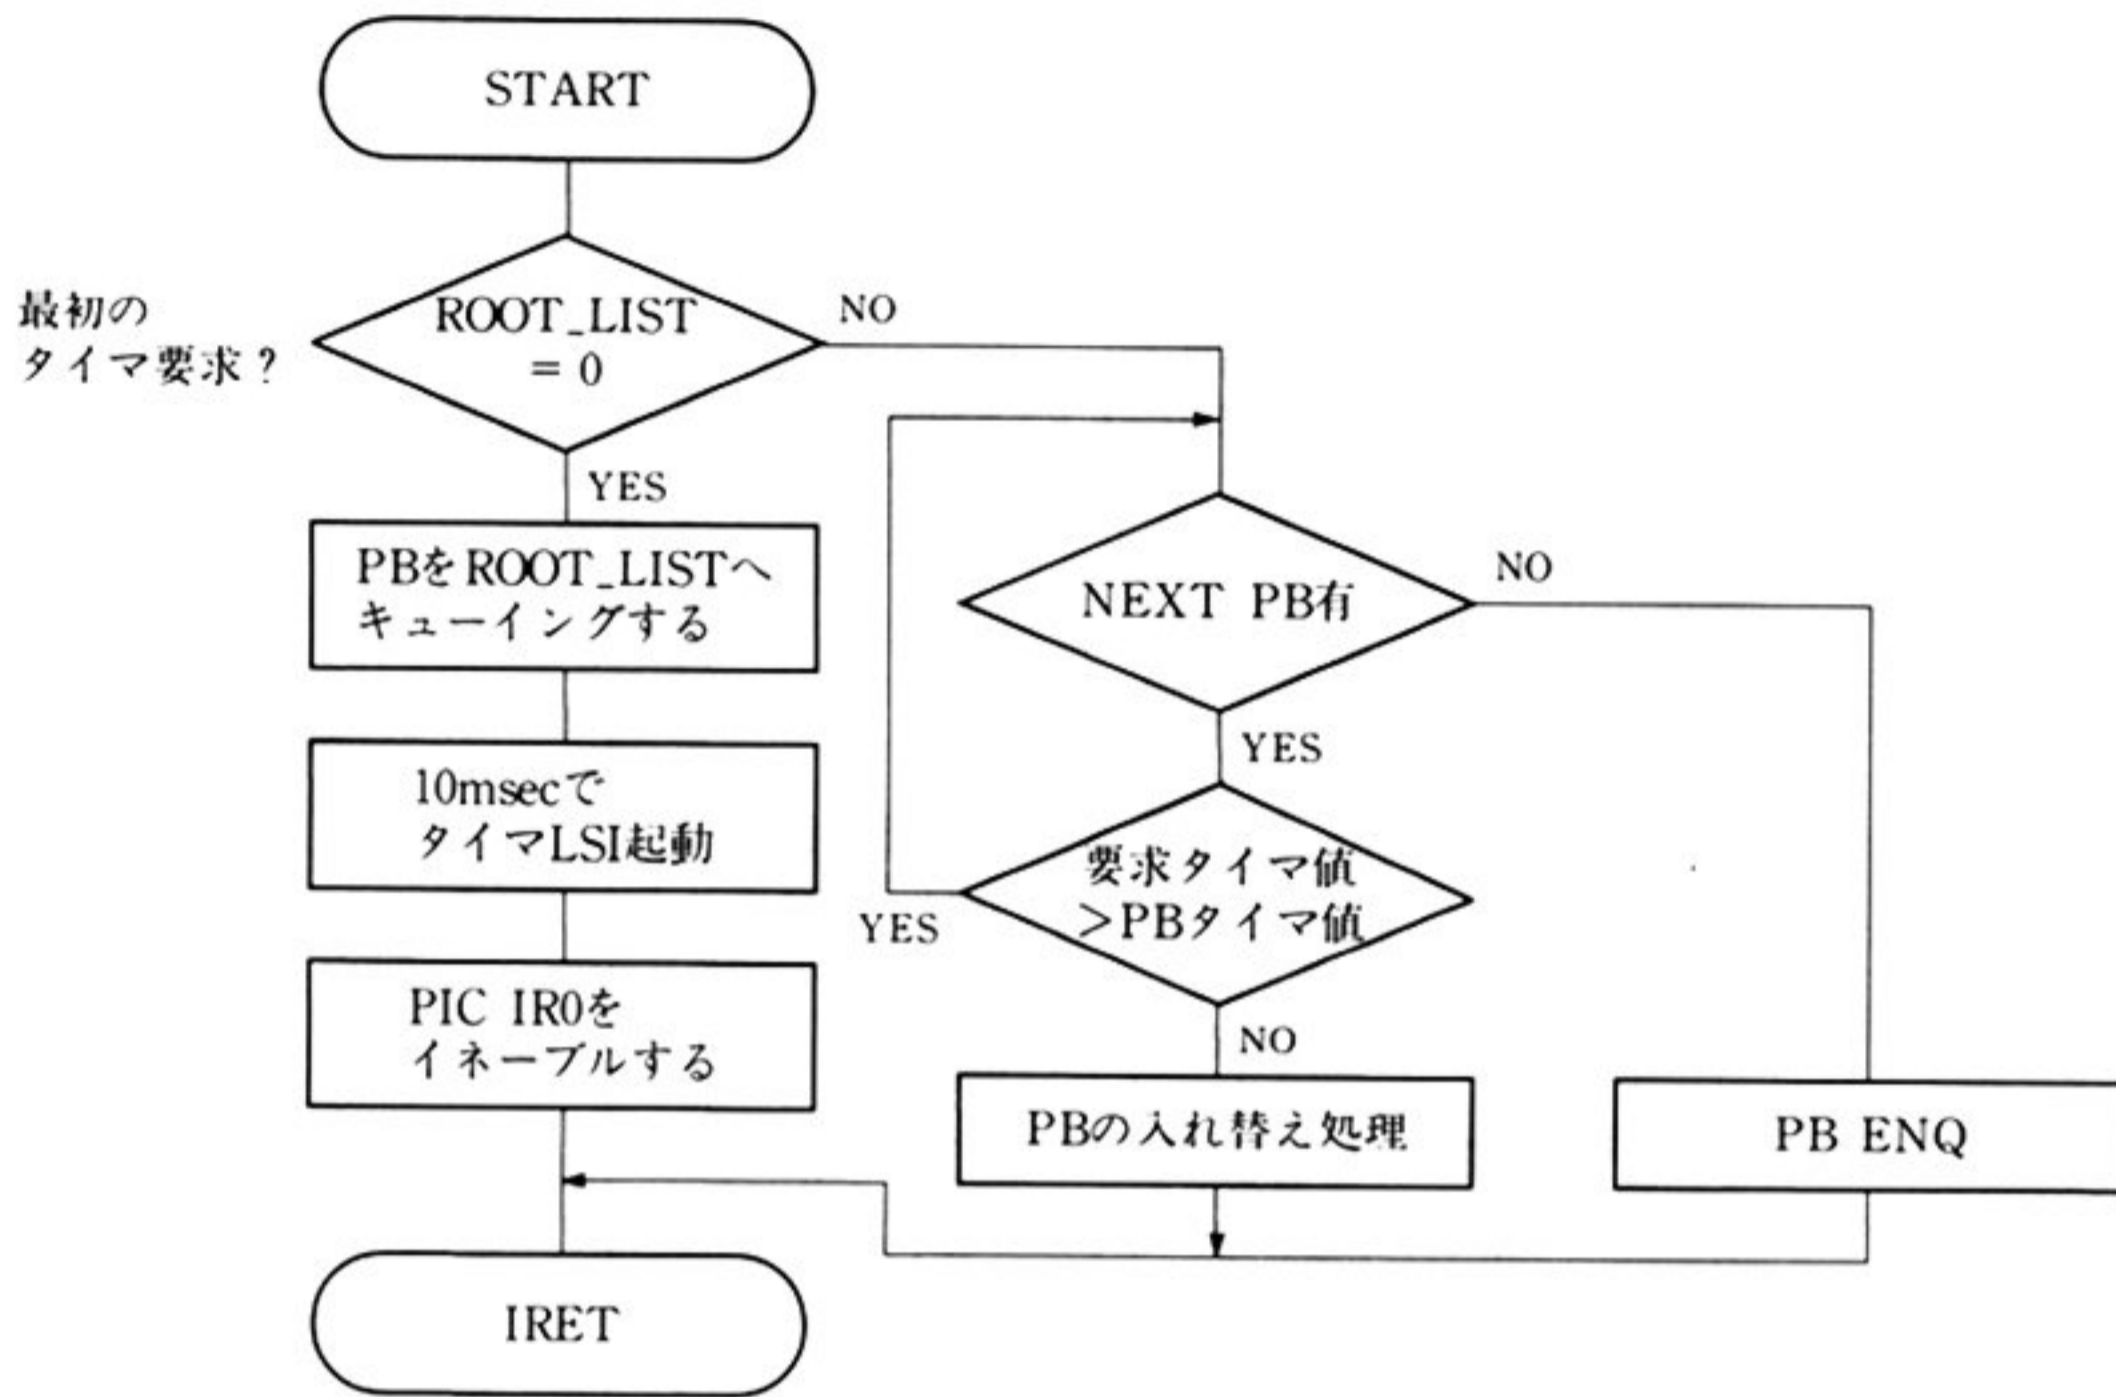 START
最初の
タイマ要求?
ROOT_LIST
= 0
NO
YES
PBをROOT_LISTへ
キューイングする
10msecで
タイマLSI起動
PIC IR0を
イネーブルする
IRET
NEXT PB有
NO
YES
要求タイマ値
>PBタイマ値
YES
NO
PBの入れ替え処理
PB ENQ